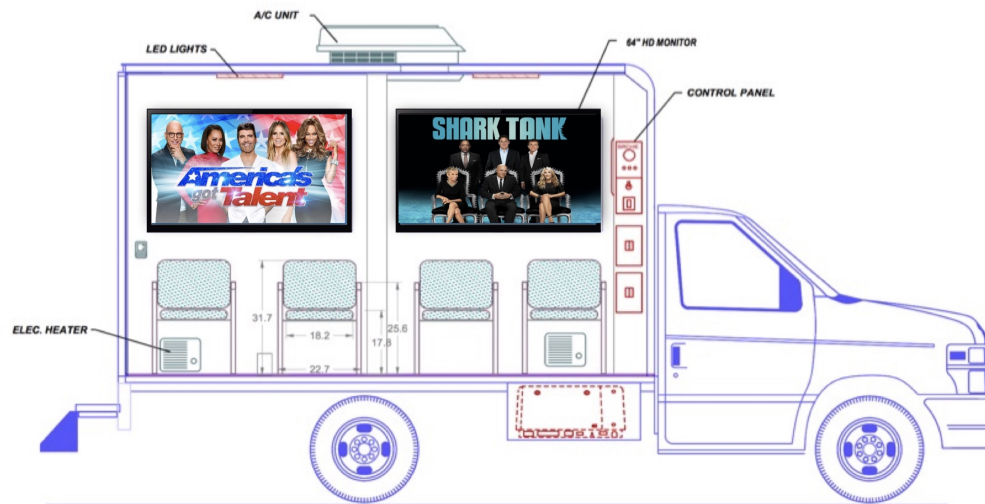 A/C UNIT
LED LIGHTS
64" HD MONITOR
CONTROL PANEL
America's
got Talent
SHARK TANK
ELEC. HEATER
31.7
18.2
22.7
17.8
25.6